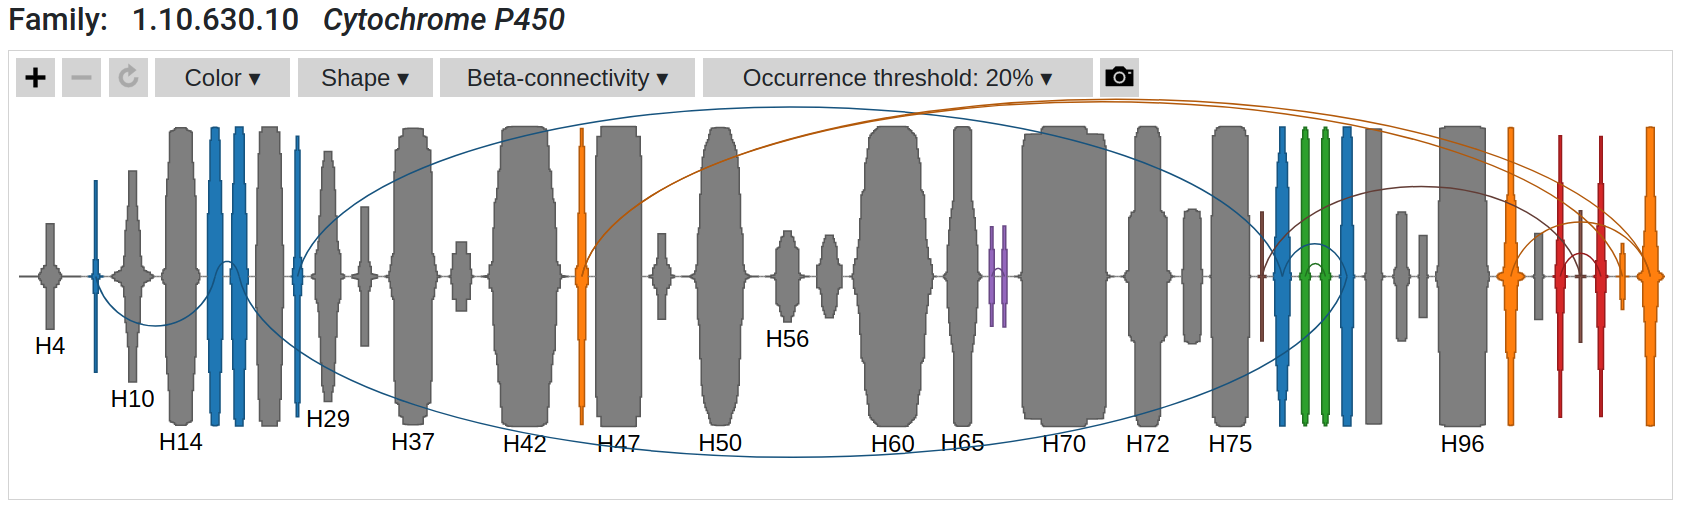 Family: 1.10.630.10 Cytochrome P450
+ − Color ▾ Shape ▾ Beta-connectivity ▾ Occurrence threshold: 20% ▾
H4
H10
H14
H29
H37
H42
H47
H50
H56
H60
H65
H70
H72
H75
H96